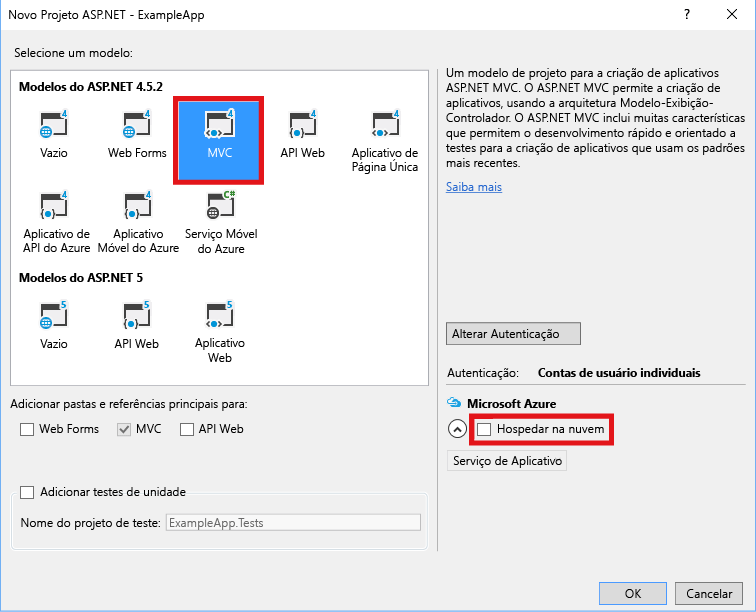 Novo Projeto ASP.NET - ExampleApp
?
Selecione um modelo:
Modelos do ASP.NET 4.5.2
4 4 4 4 4
Vazio Web Forms MVC API Web Aplicativo de
Página Única
4 4 C#
Aplicativo de Aplicativo Serviço Móvel
API do Azure Móvel do Azure do Azure
Modelos do ASP.NET 5
5 5 5
Vazio API Web Aplicativo
Web
Adicionar pastas e referências principais para:
Web Forms MVC API Web
Adicionar testes de unidade
Nome do projeto de teste: ExampleApp.Tests
Um modelo de projeto para a criação de aplicativos
ASP.NET MVC. O ASP.NET MVC permite a criação de
aplicativos, usando a arquitetura Modelo-Exibição-
Controlador. O ASP.NET MVC inclui muitas características
que permitem o desenvolvimento rápido e orientado a
testes para a criação de aplicativos que usam os padrões
mais recentes.
Saiba mais
Alterar Autenticação
Autenticação: Contas de usuário individuais
Microsoft Azure
Hospedar na nuvem
Serviço de Aplicativo
OK Cancelar